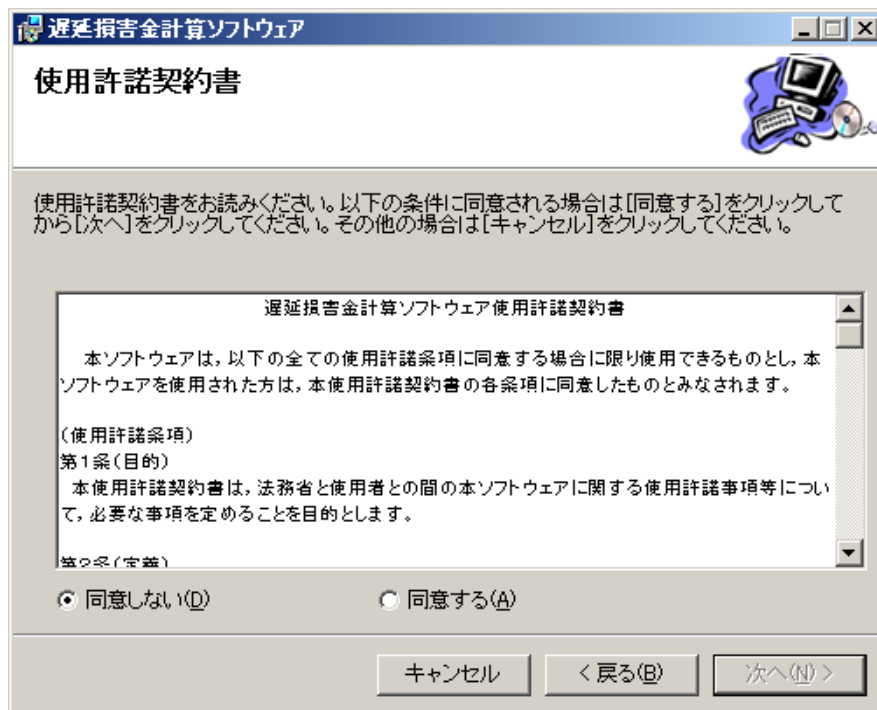 遅延損害金計算ソフトウェア
使用許諾契約書
使用許諾契約書をお読みください。以下の条件に同意される場合は[同意する]をクリックして
から[次へ]をクリックしてください。その他の場合は[キャンセル]をクリックしてください。
遅延損害金計算ソフトウェア使用許諾契約書
本ソフトウェアは，以下の全ての使用許諾条項に同意する場合に限り使用できるものとし，本
ソフトウェアを使用された方は，本使用許諾契約書の各条項に同意したものとみなされます。
(使用許諾条項)
第1条(目的)
本使用許諾契約書は，法務省と使用者との間の本ソフトウェアに関する使用許諾事項等につい
て，必要な事項を定めることを目的とします。
第2条(定義)
同意しない(D)
同意する(A)
キャンセル
< 戻る(B)
次へ(N) >